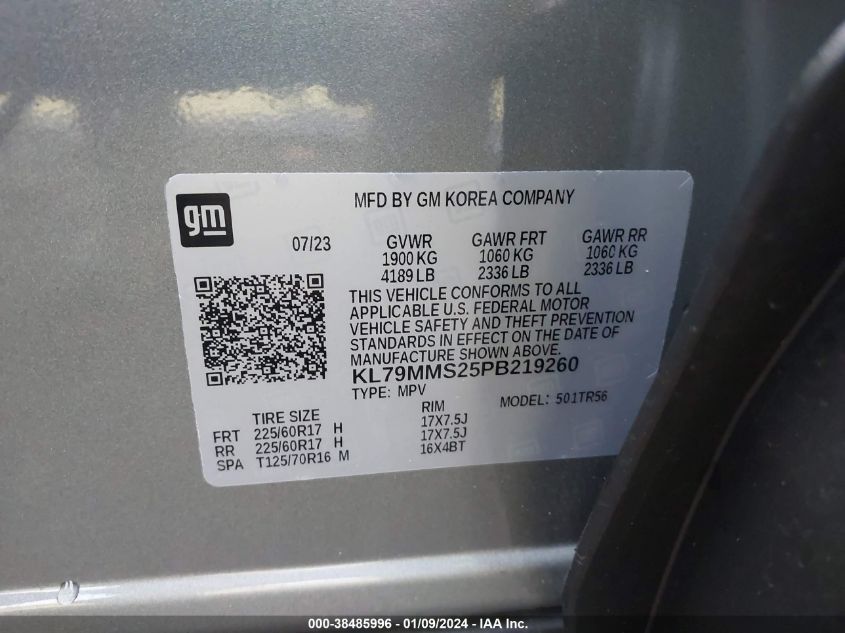 gm
MFD BY GM KOREA COMPANY
07/23 GVWR GAWR FRT GAWR RR
1900 KG 1060 KG 1060 KG
4189 LB 2336 LB 2336 LB
THIS VEHICLE CONFORMS TO ALL
APPLICABLE U.S. FEDERAL MOTOR
VEHICLE SAFETY AND THEFT PREVENTION
STANDARDS IN EFFECT ON THE DATE OF
MANUFACTURE SHOWN ABOVE.
KL79MMS25PB219260
TYPE: MPV MODEL: 501TR56
TIRE SIZE RIM
FRT 225/60R17 H 17X7.5J
RR 225/60R17 H 17X7.5J
SPA T125/70R16 M 16X4BT
000-38485996 - 01/09/2024 - © IAA Inc.